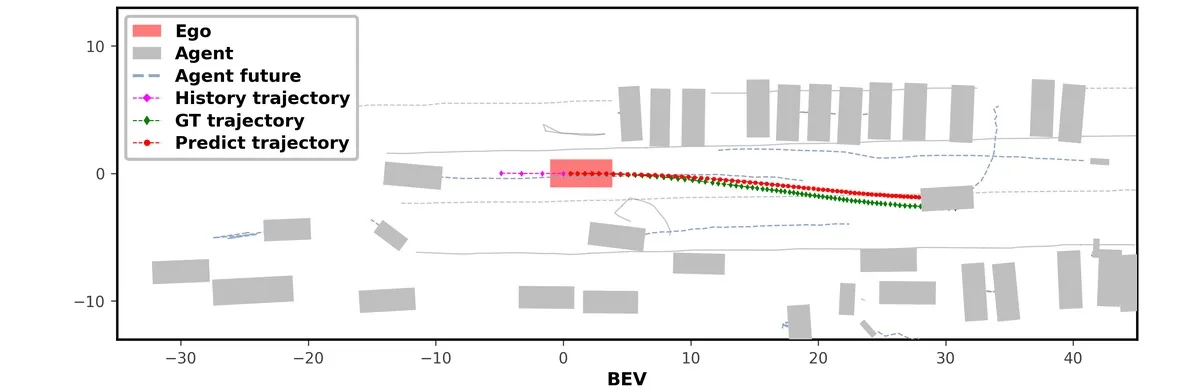 Ego
Agent
Agent future
History trajectory
GT trajectory
Predict trajectory
10
0
−10
−30
−20
−10
0
10
20
30
40
BEV